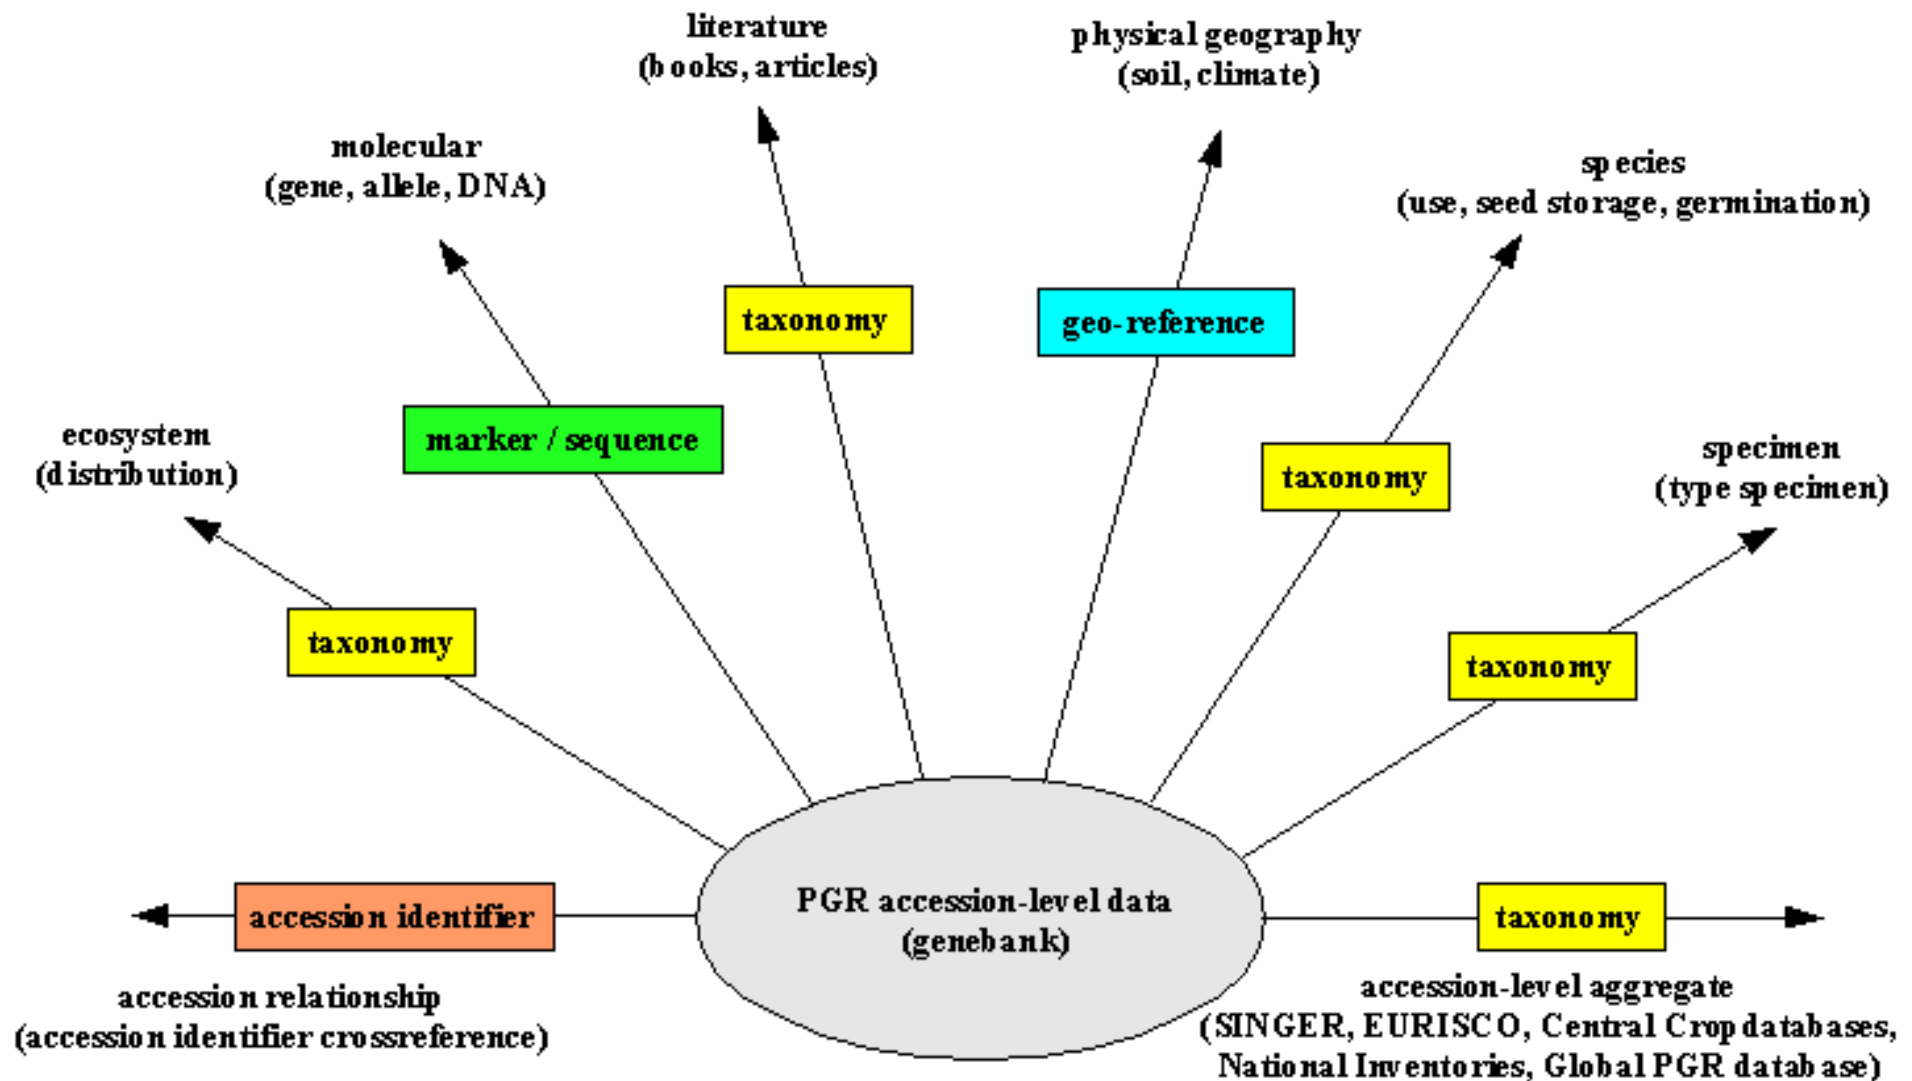 literature
(books, articles)
physical geography
(soil, climate)
molecular
(gene, allele, DNA)
species
(use, seed storage, germination)
taxonomy
geo-reference
ecosystem
(distribution)
marker / sequence
taxonomy
specimen
(type specimen)
taxonomy
taxonomy
accession identifier
PGR accession-level data
(genebank)
taxonomy
accession relationship
(accession identifier crossreference)
accession-level aggregate
(SINGER, EURISCO, Central Crop databases,
National Inventories, Global PGR database)